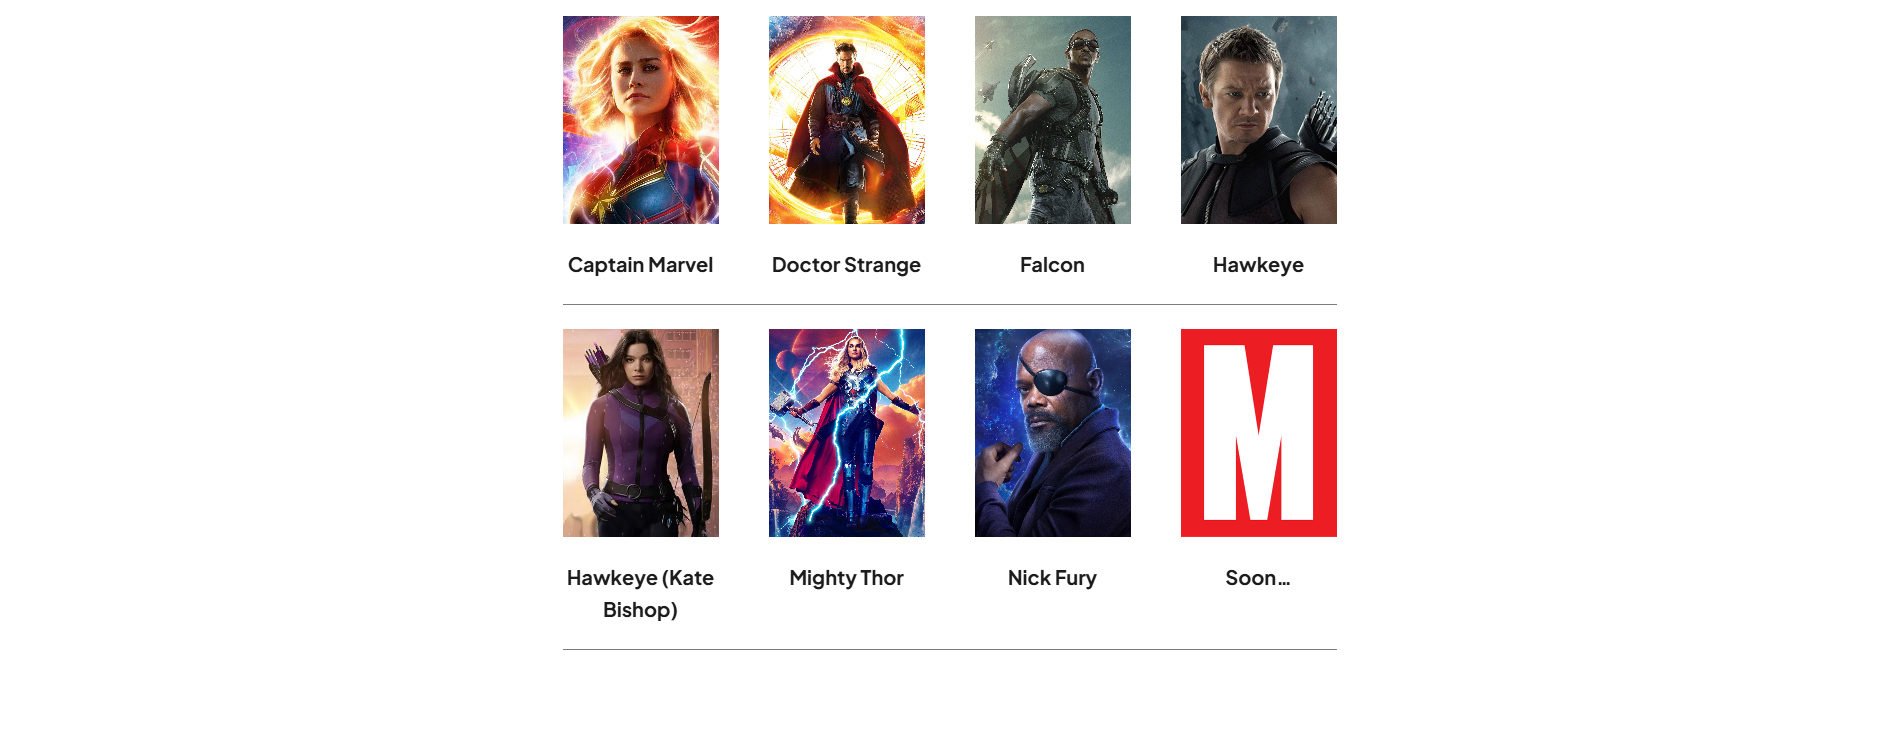 Captain Marvel
Doctor Strange
Falcon
Hawkeye
Hawkeye (Kate
Bishop)
Mighty Thor
Nick Fury
M
Soon...